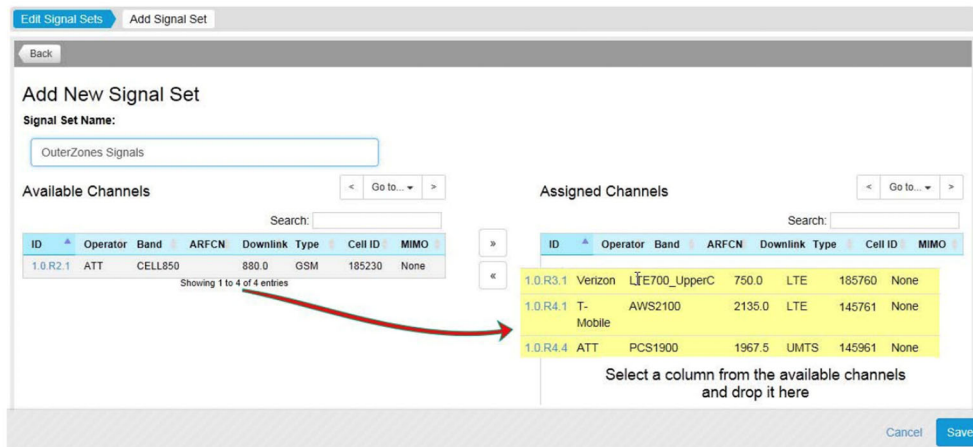 Edit Signal Sets Add Signal Set
Back
Add New Signal Set
Signal Set Name:
OuterZones Signals
Available Channels < Go to... >
Search:
ID Operator Band ARFCN Downlink Type Cell ID MIMO
1.0.R2.1 ATT CELL850 880.0 GSM 185230 None
Showing 1 to 4 of 4 entries
»
«
Assigned Channels < Go to... >
Search:
ID Operator Band ARFCN Downlink Type Cell ID MIMO
1.0.R3.1 Verizon LTE700_UpperC 750.0 LTE 185760 None
1.0.R4.1 T-Mobile AWS2100 2135.0 LTE 145761 None
1.0.R4.4 ATT PCS1900 1967.5 UMTS 145961 None
Select a column from the available channels
and drop it here
Cancel Save